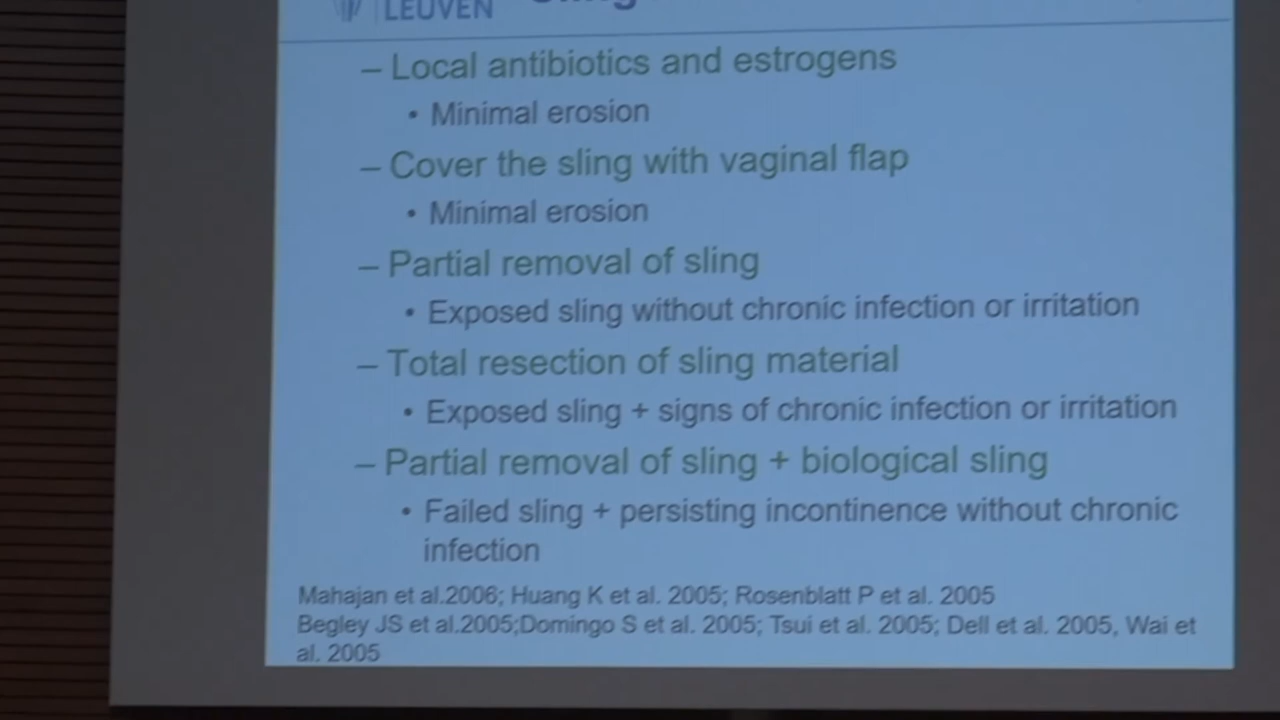 LEUVEN
– Local antibiotics and estrogens
• Minimal erosion
– Cover the sling with vaginal flap
• Minimal erosion
– Partial removal of sling
• Exposed sling without chronic infection or irritation
– Total resection of sling material
• Exposed sling + signs of chronic infection or irritation
– Partial removal of sling + biological sling
• Failed sling + persisting incontinence without chronic
infection
Mahajan et al.2006; Huang K et al. 2005; Rosenblatt P et al. 2005
Begley JS et al.2005;Domingo S et al. 2005; Tsui et al. 2005; Dell et al. 2005, Wai et
al. 2005